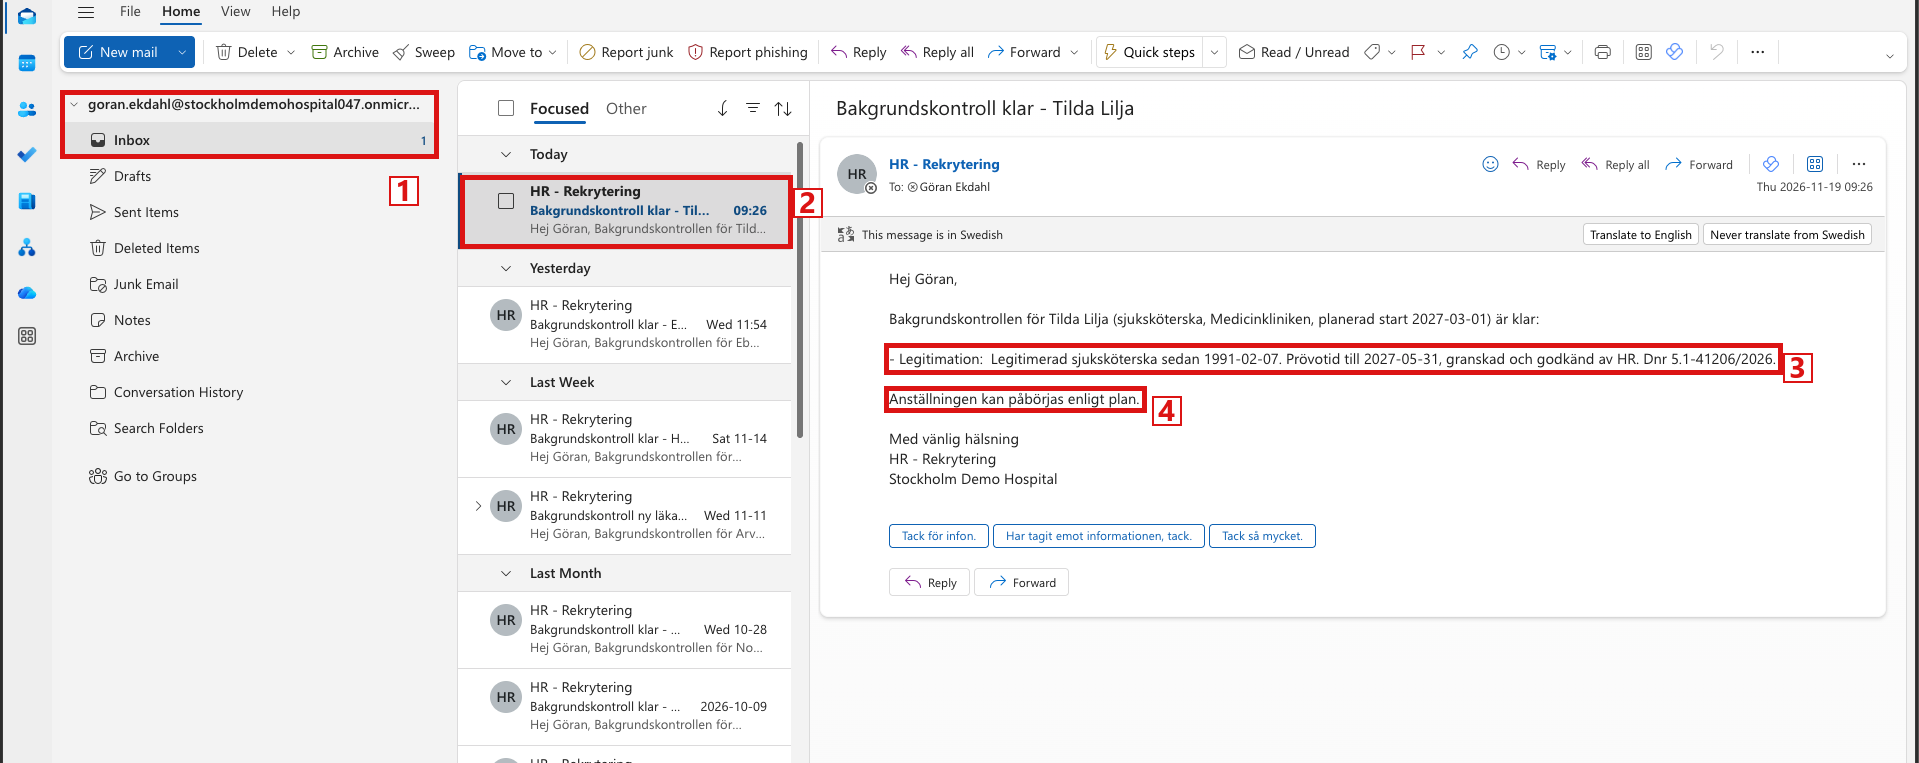 File Home View Help
New mail Delete Archive Sweep Move to Report junk Report phishing Reply Reply all Forward Quick steps Read / Unread
goran.ekdahl@stockholmdemohospital047.onmicr...
Inbox 1
1
Drafts
Sent Items
Deleted Items
Junk Email
Notes
Archive
Conversation History
Search Folders
Go to Groups
Focused Other
Today
HR - Rekrytering
Bakgrundskontroll klar - Til... 09:26
Hej Göran, Bakgrundskontrollen för Tild...
2
Yesterday
HR
HR - Rekrytering
Bakgrundskontroll klar - E... Wed 11:54
Hej Göran, Bakgrundskontrollen för Eb...
Last Week
HR
HR - Rekrytering
Bakgrundskontroll klar - H... Sat 11-14
Hej Göran, Bakgrundskontrollen för...
HR
HR - Rekrytering
Bakgrundskontroll ny läka... Wed 11-11
Hej Göran, Bakgrundskontrollen för Arv...
Last Month
HR
HR - Rekrytering
Bakgrundskontroll klar - ... Wed 10-28
Hej Göran, Bakgrundskontrollen för No...
HR
HR - Rekrytering
Bakgrundskontroll klar - ... 2026-10-09
Hej Göran, Bakgrundskontrollen för...
HR - Rekrytering
Bakgrundskontroll klar - Tilda Lilja
HR
HR - Rekrytering
To: Göran Ekdahl
Reply Reply all Forward
Thu 2026-11-19 09:26
This message is in Swedish Translate to English Never translate from Swedish
Hej Göran,
Bakgrundskontrollen för Tilda Lilja (sjuksköterska, Medicinkliniken, planerad start 2027-03-01) är klar:
- Legitimation: Legitimerad sjuksköterska sedan 1991-02-07. Prövotid till 2027-05-31, granskad och godkänd av HR. Dnr 5.1-41206/2026.
3
Anställningen kan påbörjas enligt plan.
4
Med vänlig hälsning
HR - Rekrytering
Stockholm Demo Hospital
Tack för infon. Har tagit emot informationen, tack. Tack så mycket.
Reply Forward